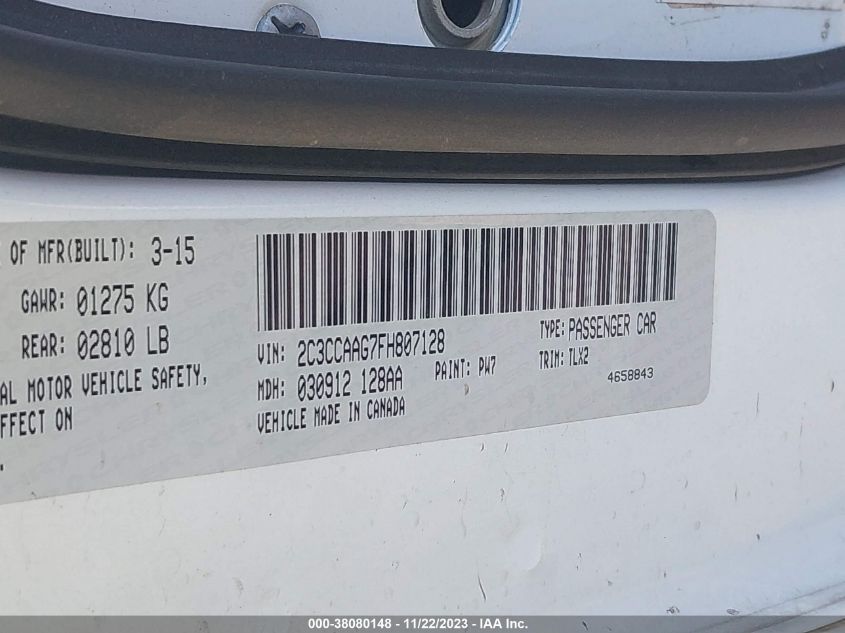 OF MFR(BUILT): 3-15
GAWR: 01275 KG
REAR: 02810 LB
AL MOTOR VEHICLE SAFETY,
FFECT ON
VIN: 2C3CCAAG7FH807128
TYPE: PASSENGER CAR
MDH: 030912 128AA
PAINT: PW7
TRIM: TLX2
VEHICLE MADE IN CANADA
4658843
000-38080148 - 11/22/2023 - IAA Inc.